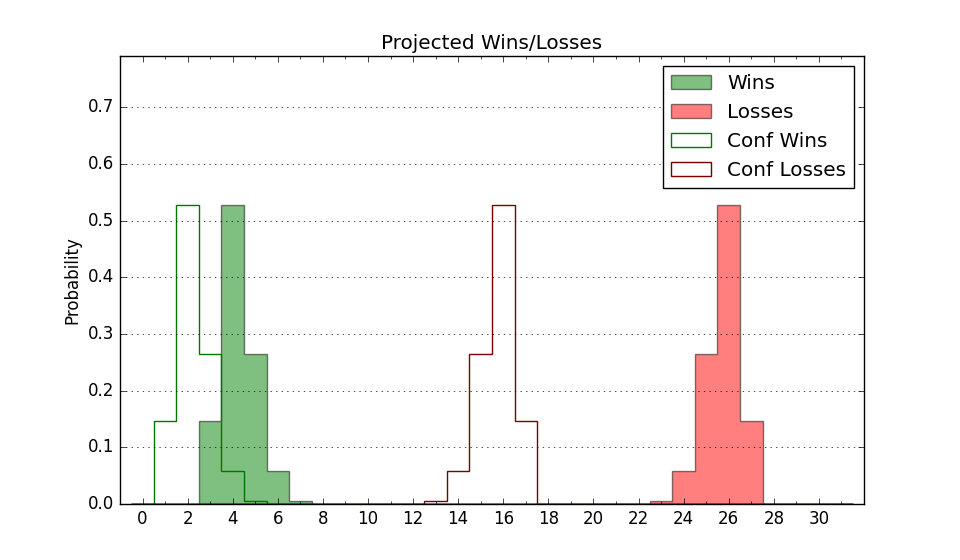 Projected Wins/Losses
Wins
Losses
Conf Wins
Conf Losses
Probability
0.7
0.6
0.5
0.4
0.3
0.2
0.1
0.0
0 2 4 6 8 10 12 14 16 18 20 22 24 26 28 30